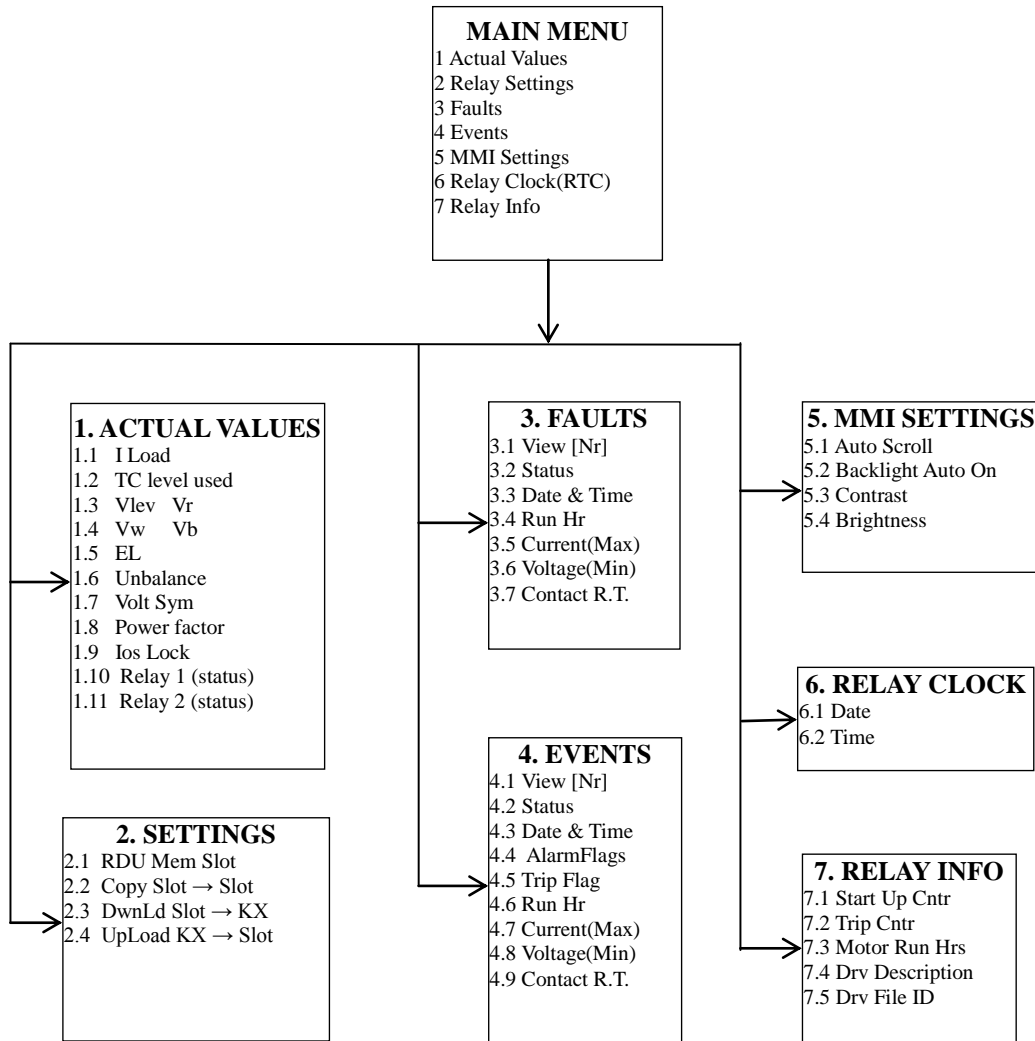 MAIN MENU
1 Actual Values
2 Relay Settings
3 Faults
4 Events
5 MMI Settings
6 Relay Clock(RTC)
7 Relay Info
1. ACTUAL VALUES
1.1 I Load
1.2 TC level used
1.3 Vlev Vr
1.4 Vw Vb
1.5 EL
1.6 Unbalance
1.7 Volt Sym
1.8 Power factor
1.9 Ios Lock
1.10 Relay 1 (status)
1.11 Relay 2 (status)
2. SETTINGS
2.1 RDU Mem Slot
2.2 Copy Slot → Slot
2.3 DwnLd Slot → KX
2.4 UpLoad KX → Slot
3. FAULTS
3.1 View [Nr]
3.2 Status
3.3 Date & Time
3.4 Run Hr
3.5 Current(Max)
3.6 Voltage(Min)
3.7 Contact R.T.
4. EVENTS
4.1 View [Nr]
4.2 Status
4.3 Date & Time
4.4 AlarmFlags
4.5 Trip Flag
4.6 Run Hr
4.7 Current(Max)
4.8 Voltage(Min)
4.9 Contact R.T.
5. MMI SETTINGS
5.1 Auto Scroll
5.2 Backlight Auto On
5.3 Contrast
5.4 Brightness
6. RELAY CLOCK
6.1 Date
6.2 Time
7. RELAY INFO
7.1 Start Up Cntr
7.2 Trip Cntr
7.3 Motor Run Hrs
7.4 Drv Description
7.5 Drv File ID